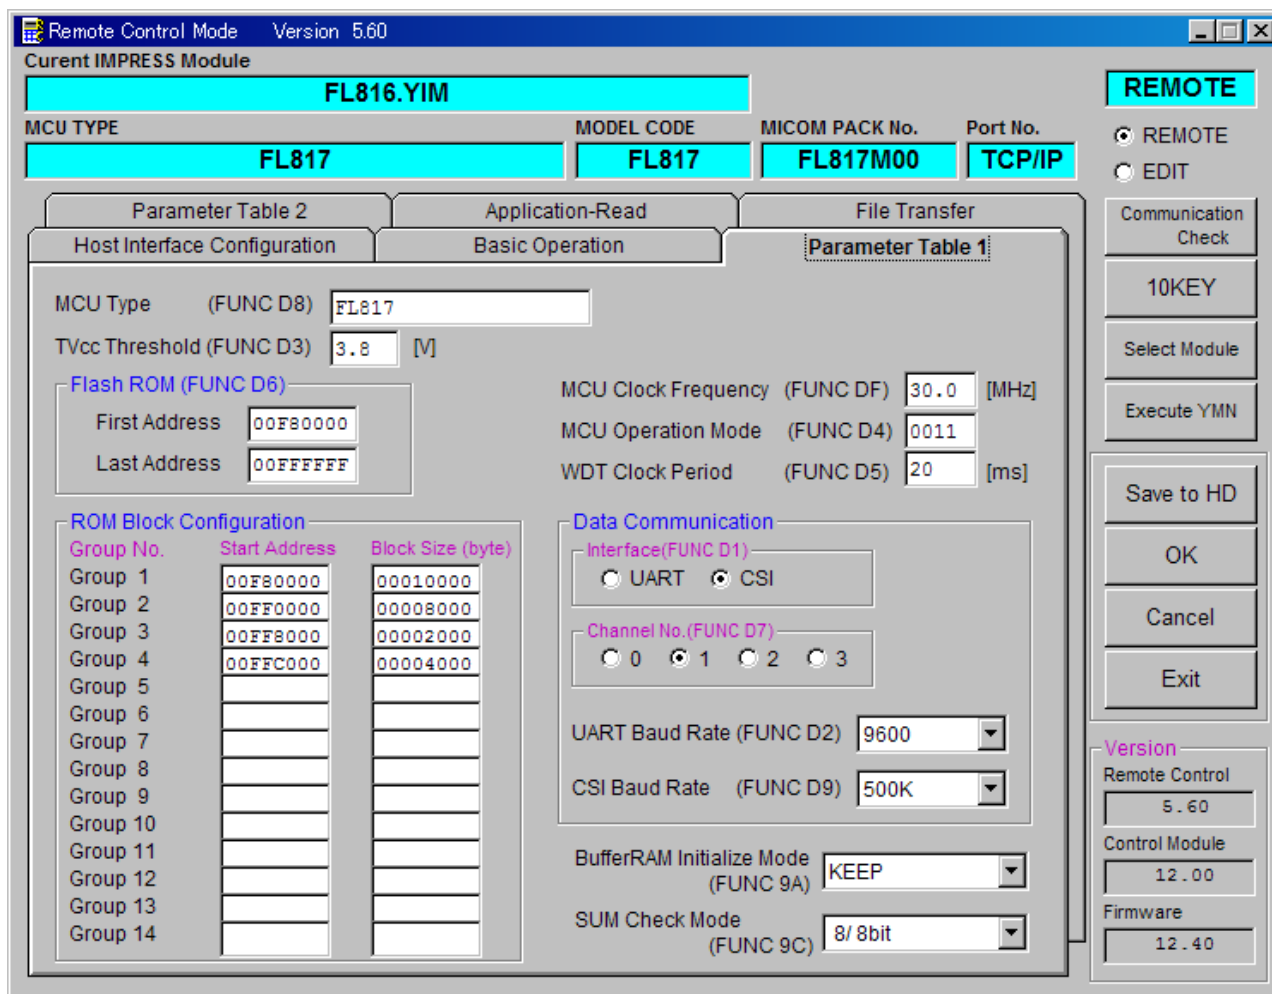 Remote Control Mode Version 5.60
Curent IMPRESS Module
FL816.YIM
REMOTE
MCU TYPE
MODEL CODE
MICOM PACK No.
Port No.
FL817
FL817
FL817M00
TCP/IP
REMOTE
EDIT
Parameter Table 2
Application-Read
File Transfer
Host Interface Configuration
Basic Operation
Parameter Table 1
MCU Type (FUNC D8) FL817
TVcc Threshold (FUNC D3) 3.8 [V]
Flash ROM (FUNC D6)
First Address 00F80000
Last Address 00FFFFFF
MCU Clock Frequency (FUNC DF) 30.0 [MHz]
MCU Operation Mode (FUNC D4) 0011
WDT Clock Period (FUNC D5) 20 [ms]
ROM Block Configuration
Group No. Start Address Block Size (byte)
Group 1 00F80000 00010000
Group 2 00FF0000 00008000
Group 3 00FF8000 00002000
Group 4 00FFC000 00004000
Group 5
Group 6
Group 7
Group 8
Group 9
Group 10
Group 11
Group 12
Group 13
Group 14
Data Communication
Interface(FUNC D1)
UART CSI
Channel No.(FUNC D7)
0 1 2 3
UART Baud Rate (FUNC D2) 9600
CSI Baud Rate (FUNC D9) 500K
BufferRAM Initialize Mode
(FUNC 9A) KEEP
SUM Check Mode
(FUNC 9C) 8/ 8bit
Communication
Check
10KEY
Select Module
Execute YMN
Save to HD
OK
Cancel
Exit
Version
Remote Control
5.60
Control Module
12.00
Firmware
12.40